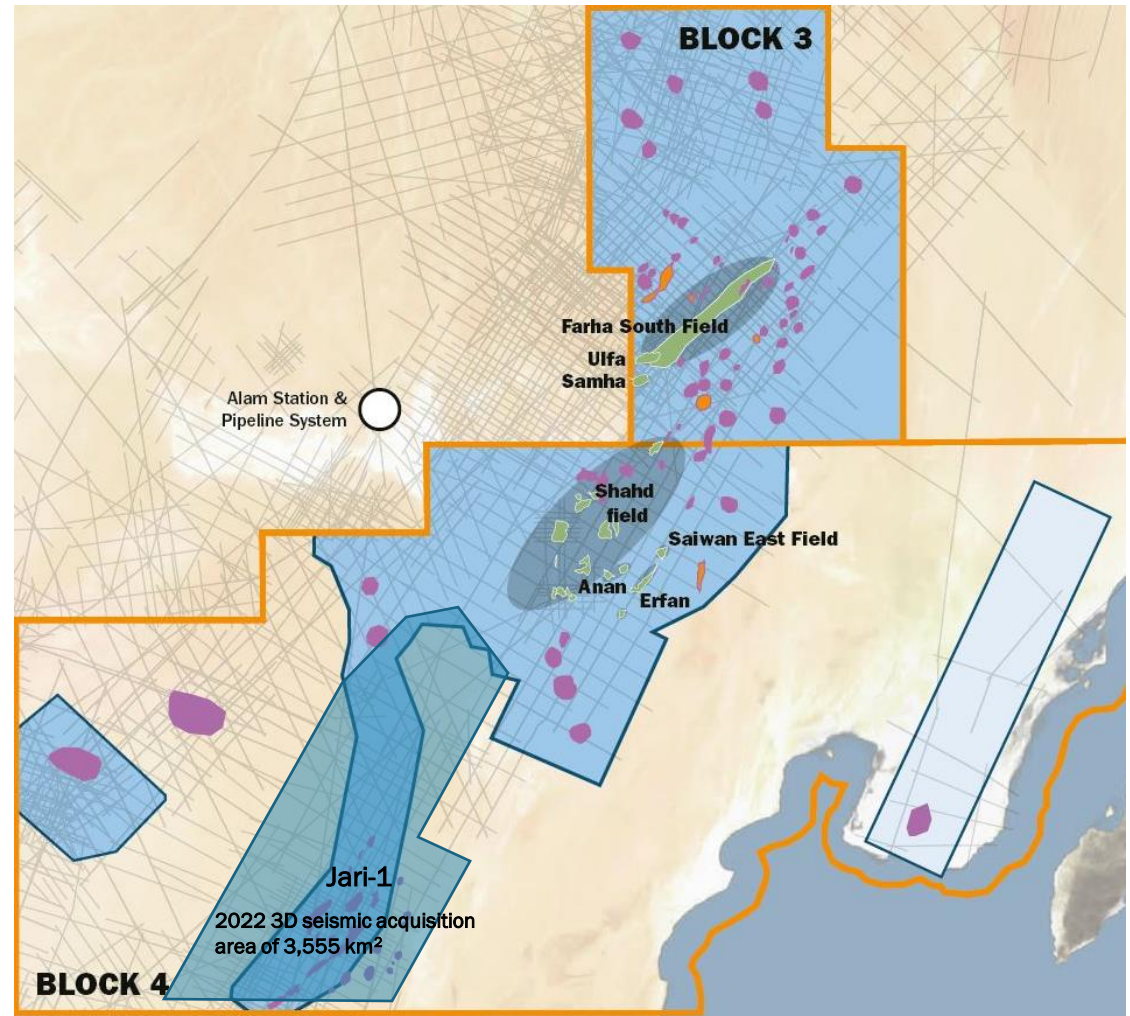 BLOCK 3
Farha South Field
Ulfa
Samha
Alam Station &
Pipeline System
Shahd
field
Saiwan East Field
Anan
Erfan
Jari-1
2022 3D seismic acquisition
area of 3,555 km²
BLOCK 4